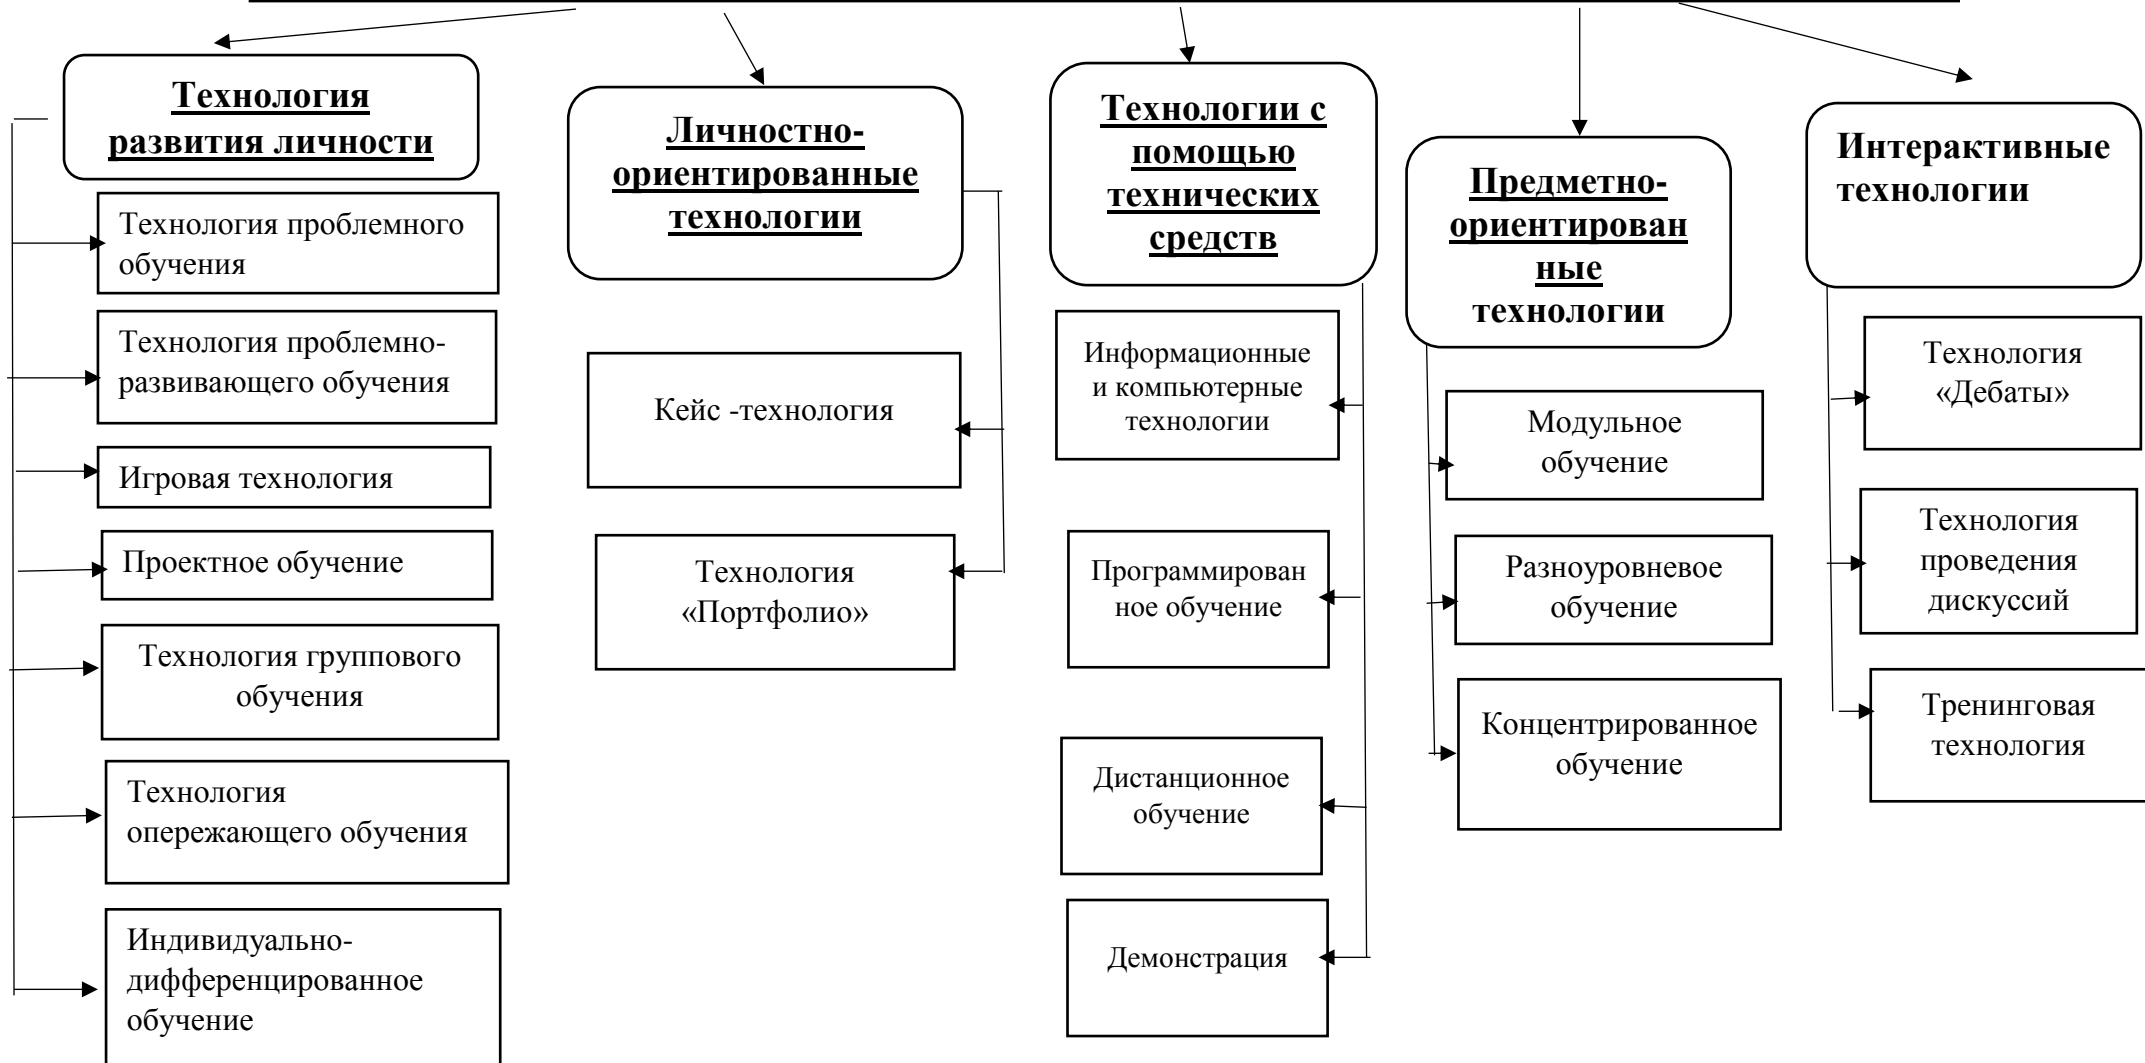 Технология
развития личности
Технология проблемного
обучения
Технология проблемно-
развивающего обучения
Игровая технология
Проектное обучение
Технология группового
обучения
Технология
опережающего обучения
Индивидуально-
дифференцированное
обучение
Личностно-
ориентированные
технологии
Кейс -технология
Технология
«Портфолио»
Технологии с
помощью
технических
средств
Информационные
и компьютерные
технологии
Программирован
ное обучение
Дистанционное
обучение
Демонстрация
Предметно-
ориентирован
ные
технологии
Модульное
обучение
Разноуровневое
обучение
Концентрированное
обучение
Интерактивные
технологии
Технология
«Дебаты»
Технология
проведения
дискуссий
Тренинговая
технология